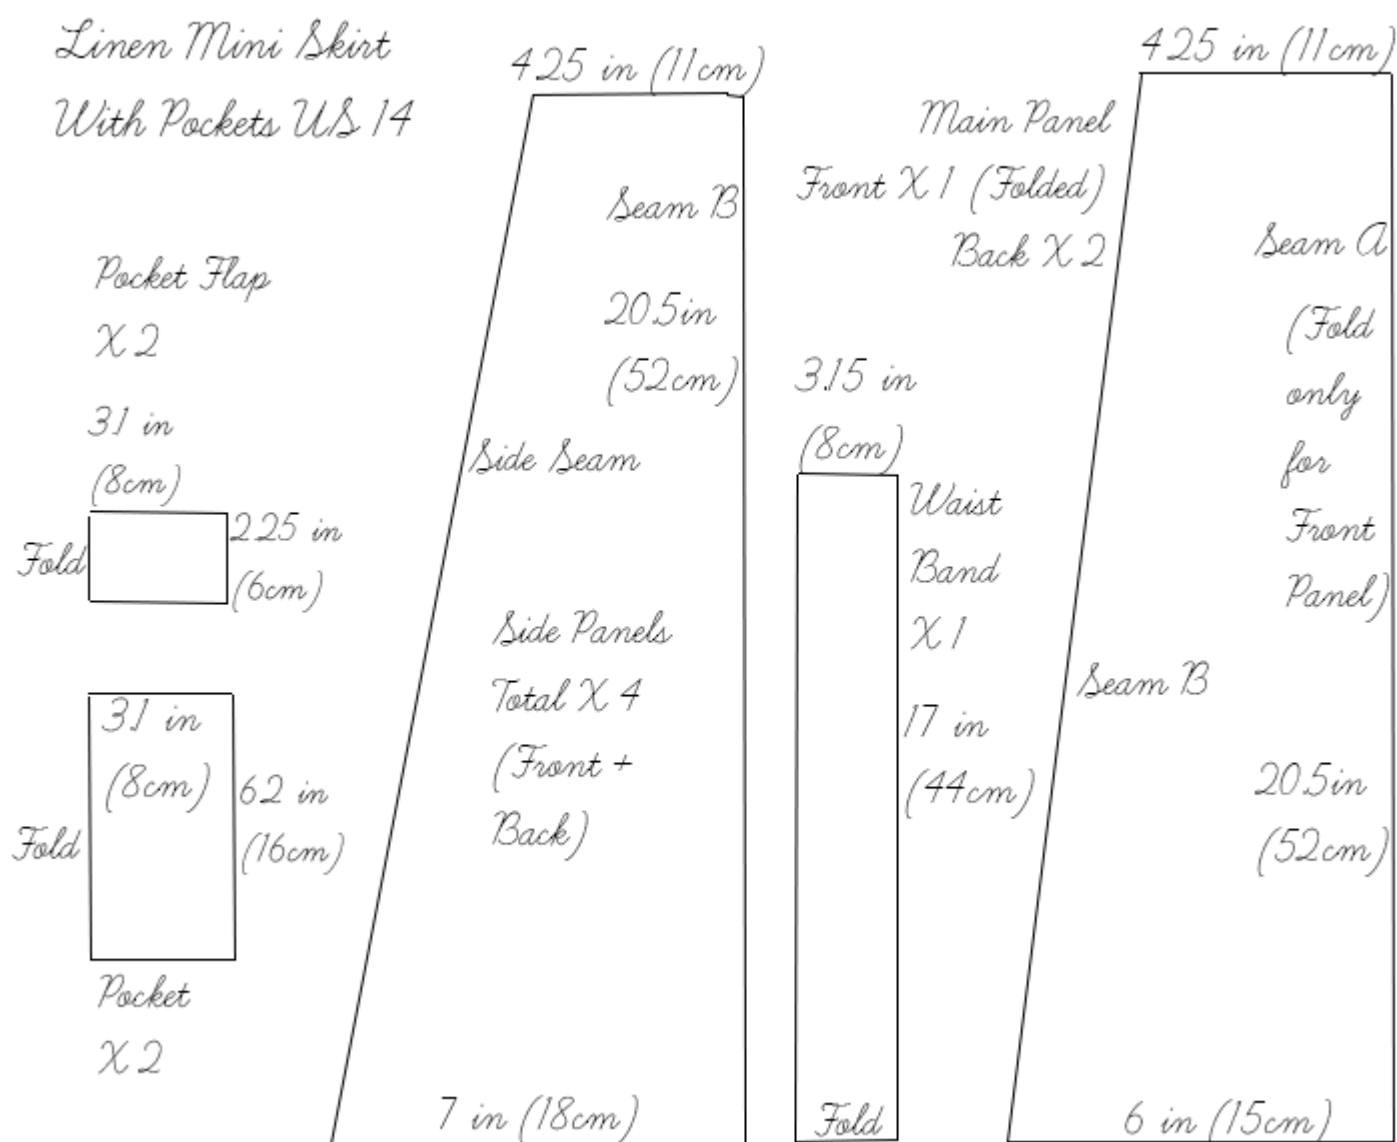 Linen Mini Skirt
With Pockets US 14
Pocket Flap
X 2
3.1 in
(8cm)
Fold
2.25 in
(6cm)
3.1 in
(8cm)
6.2 in
(16cm)
Fold
Pocket
X 2
4.25 in (11cm)
Seam B
20.5in
(52cm)
Side Seam
Side Panels
Total X 4
(Front +
Back)
7 in (18cm)
3.15 in
(8cm)
Waist
Band
X 1
17 in
(44cm)
Fold
4.25 in (11cm)
Main Panel
Front X 1 (Folded)
Back X 2
Seam A
(Fold
only
for
Front
Panel)
Seam B
20.5in
(52cm)
6 in (15cm)